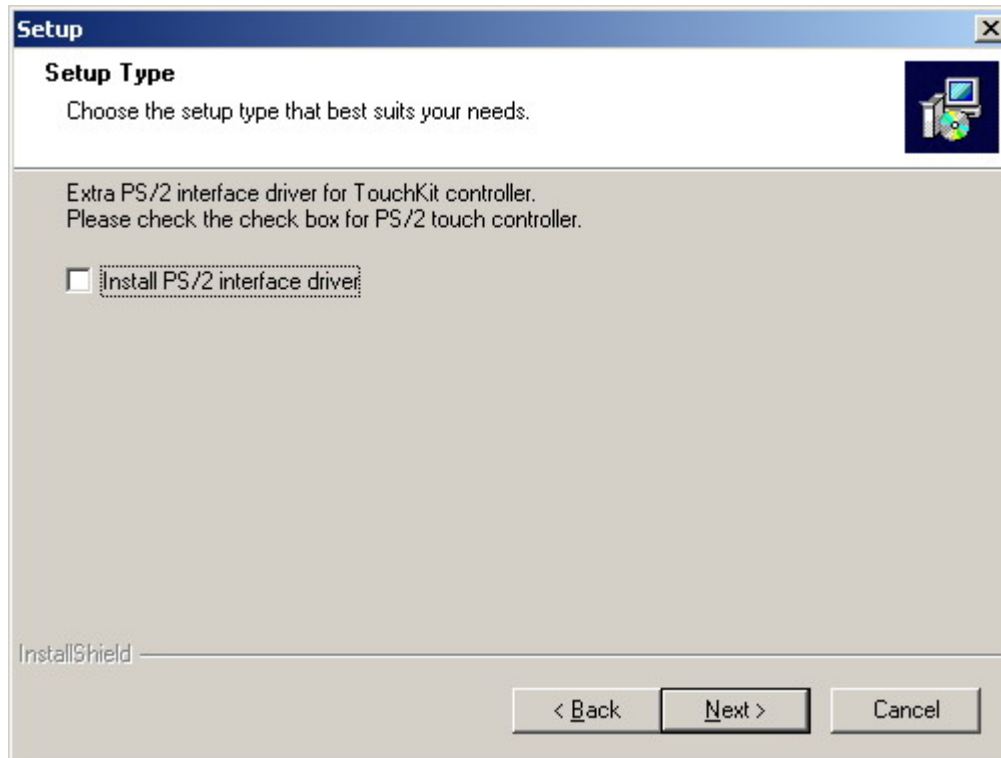 Setup
Setup Type
Choose the setup type that best suits your needs.
Extra PS/2 interface driver for TouchKit controller.
Please check the check box for PS/2 touch controller.
Install PS/2 interface driver
InstallShield
< Back Next > Cancel